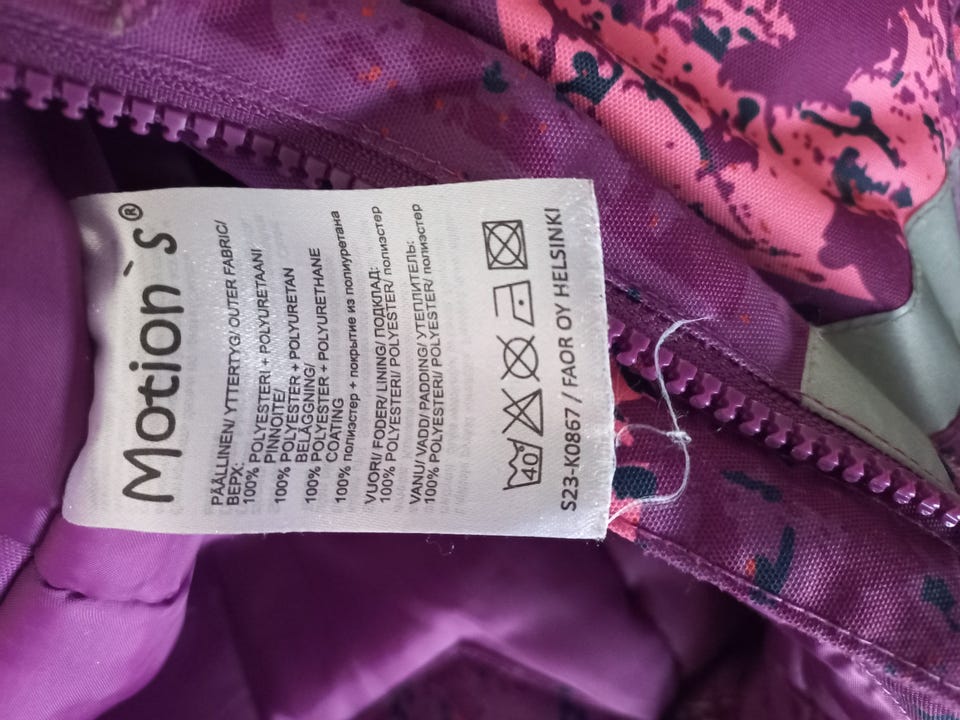 Motion`s®
PÄÄLLINEN/ YTTERTYG/ OUTER FABRIC/
ВЕРХ:
100% POLYESTERI + POLYURETAANI
PINNOITE/
100% POLYESTER + POLYURETAN
BELÄGGNING/
100% POLYESTER + POLYURETHANE
COATING
100% полиэстер + покрытие из полиуретана
VUORI/ FODER/ LINING/ ПОДКЛАД:
100% POLYESTERI/ POLYESTER/ полиэстер
VANU/ VADD/ PADDING/ УТЕПЛИТЕЛЬ:
100% POLYESTERI/ POLYESTER/ полиэстер
40
S23-K0867 / FAOR OY HELSINKI